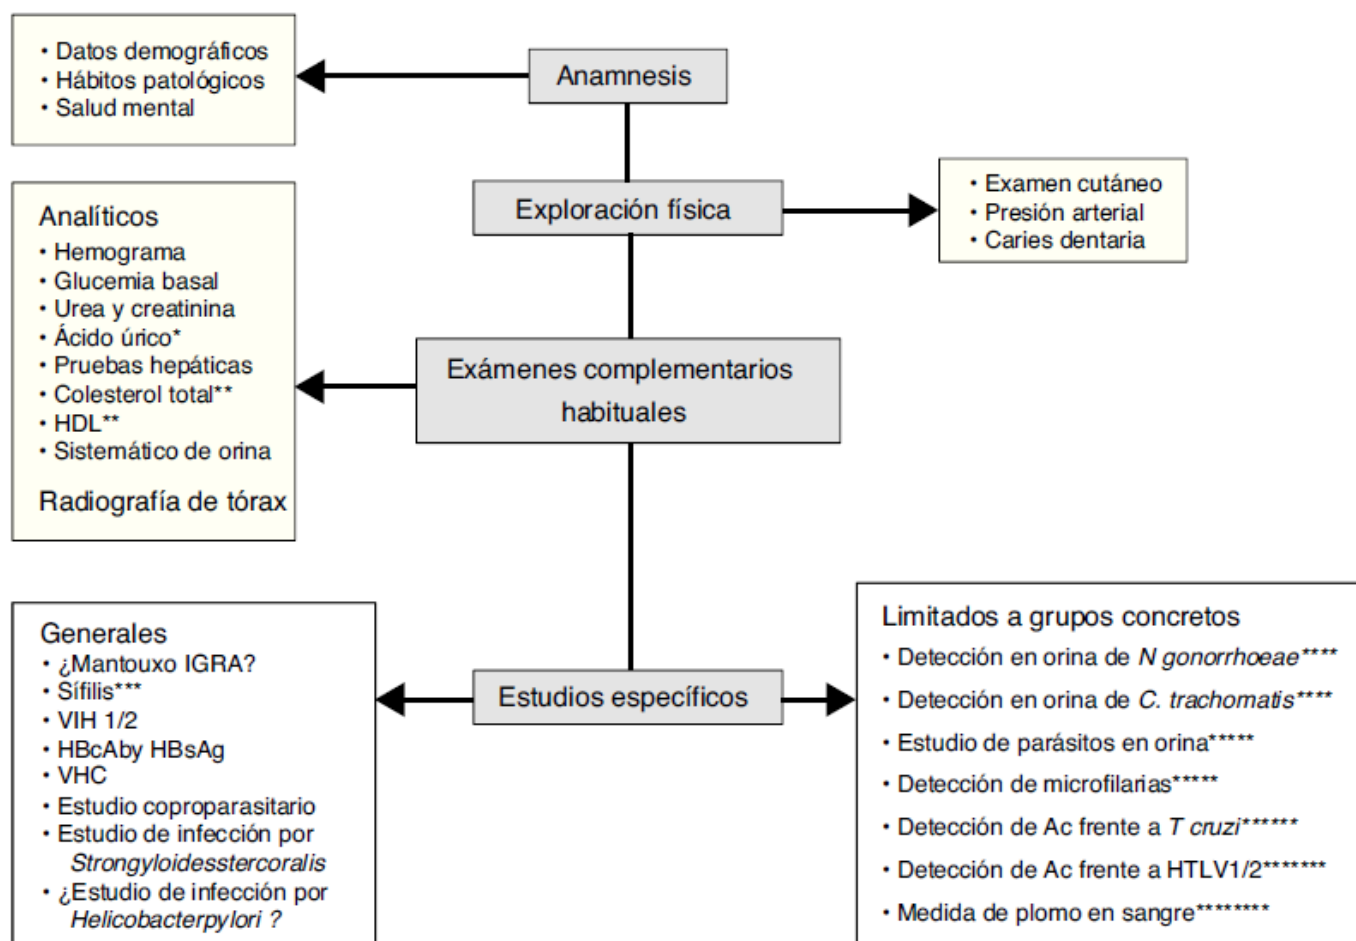 Anamnesis
• Datos demográficos
• Hábitos patológicos
• Salud mental
Exploración física
• Examen cutáneo
• Presión arterial
• Caries dentaria
Exámenes complementarios
habituales
Analíticos
• Hemograma
• Glucemia basal
• Urea y creatinina
• Ácido úrico*
• Pruebas hepáticas
• Colesterol total**
• HDL**
• Sistemático de orina
Radiografía de tórax
Estudios específicos
Generales
• ¿Mantouxo IGRA?
• Sífilis***
• VIH 1/2
• HBcAby HBsAg
• VHC
• Estudio coproparasitario
• Estudio de infección por
Strongyloidesstercoralis
• ¿Estudio de infección por
Helicobacterpylori ?
Limitados a grupos concretos
• Detección en orina de N gonorrhoeae****
• Detección en orina de C. trachomatis****
• Estudio de parásitos en orina*****
• Detección de microfilarias*****
• Detección de Ac frente a T cruzi******
• Detección de Ac frente a HTLV1/2*******
• Medida de plomo en sangre********